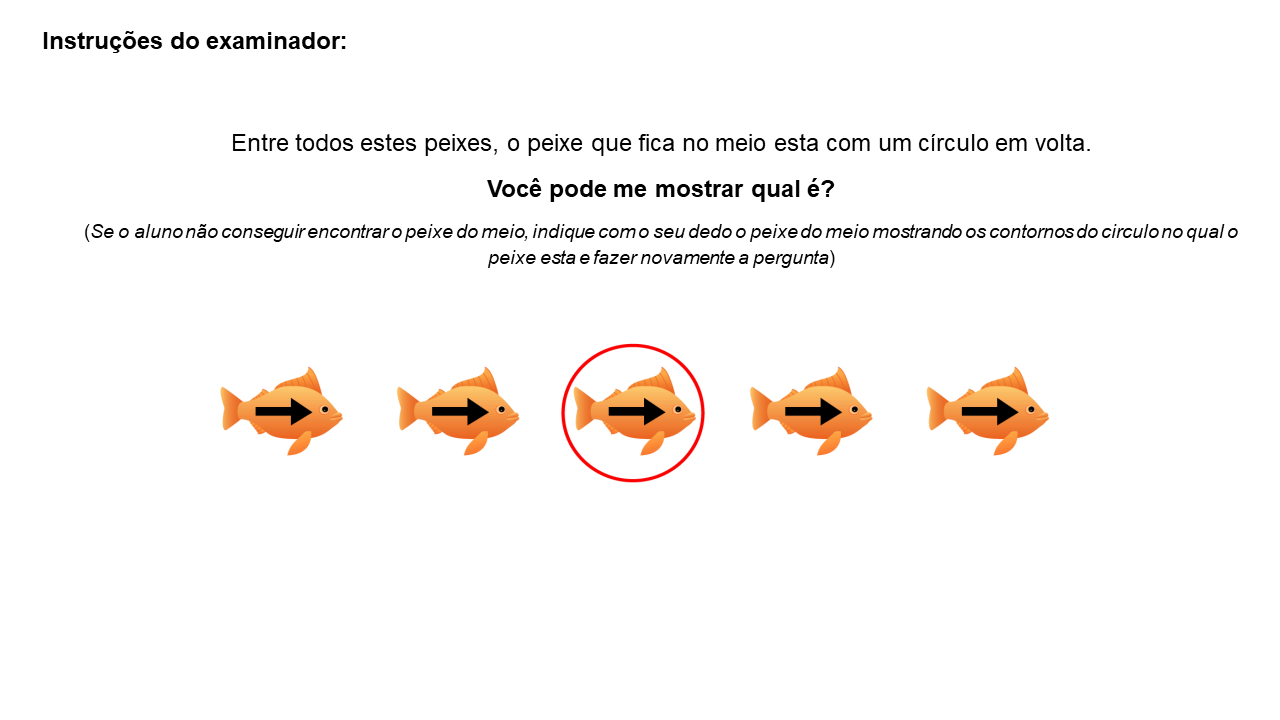 Instruções do examinador:
Entre todos estes peixes, o peixe que fica no meio esta com um círculo em volta.
Você pode me mostrar qual é?
(Se o aluno não conseguir encontrar o peixe do meio, indique com o seu dedo o peixe do meio mostrando os contornos do circulo no qual o
peixe esta e fazer novamente a pergunta)